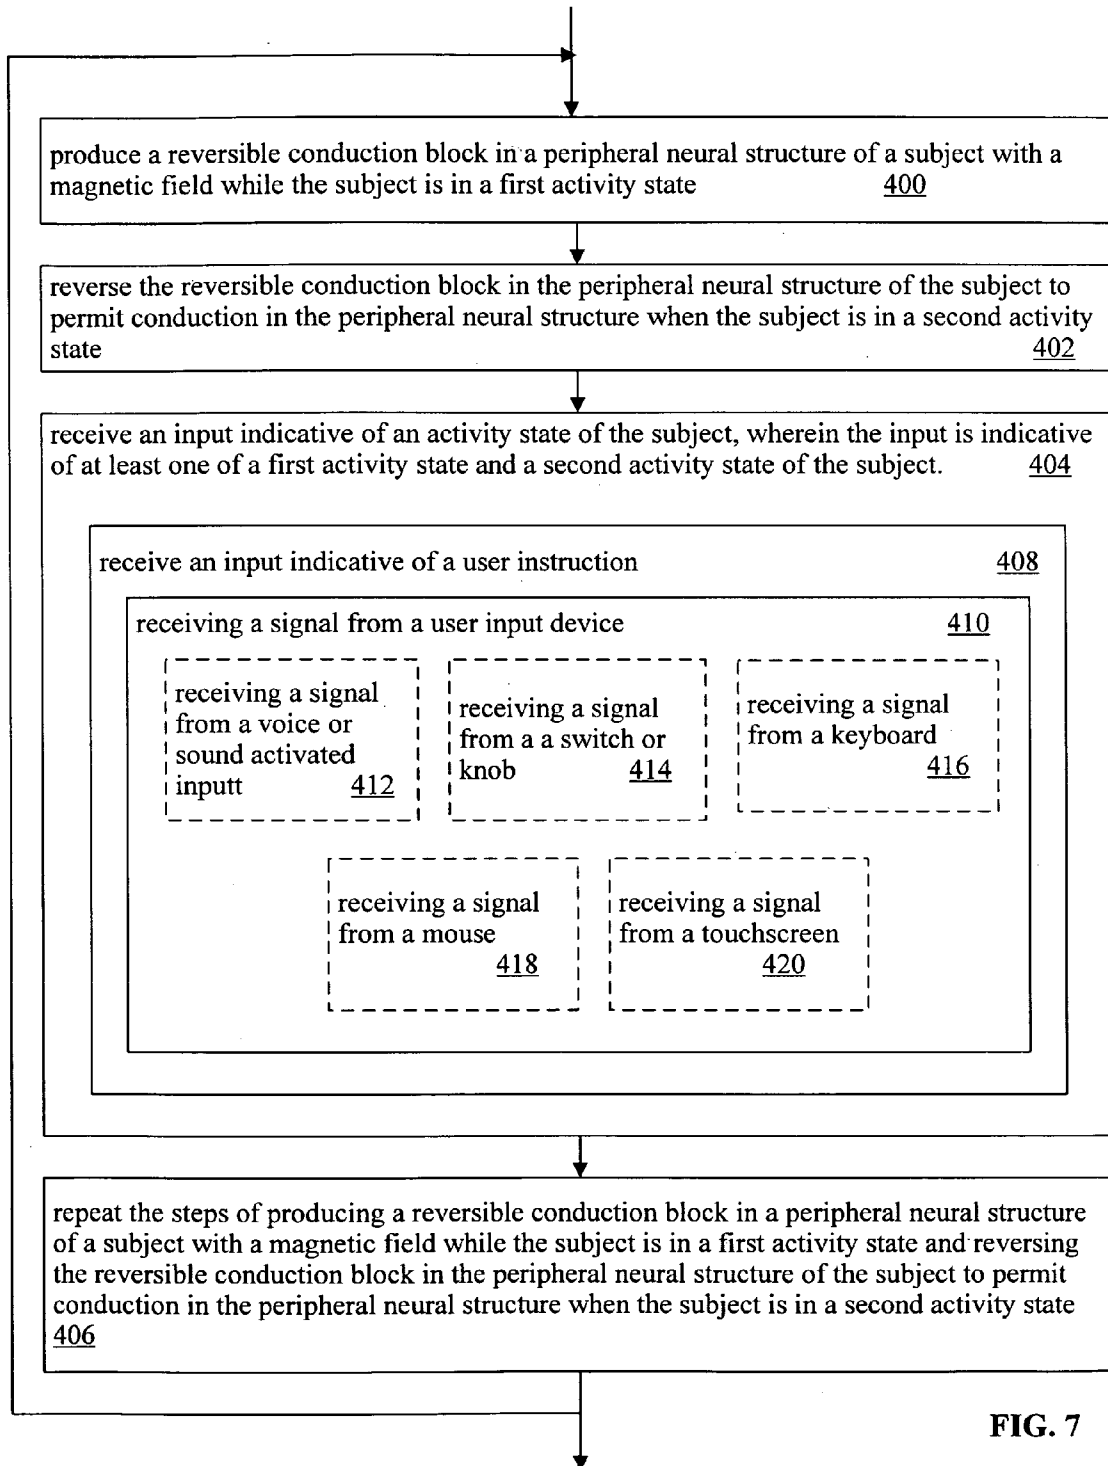 produce a reversible conduction block in a peripheral neural structure of a subject with a
magnetic field while the subject is in a first activity state 400
reverse the reversible conduction block in the peripheral neural structure of the subject to
permit conduction in the peripheral neural structure when the subject is in a second activity
state 402
receive an input indicative of an activity state of the subject, wherein the input is indicative
of at least one of a first activity state and a second activity state of the subject. 404
receive an input indicative of a user instruction 408
receiving a signal from a user input device 410
receiving a signal
from a voice or
sound activated
inputt 412
receiving a signal
from a a switch or
knob 414
receiving a signal
from a keyboard
416
receiving a signal
from a mouse
418
receiving a signal
from a touchscreen
420
repeat the steps of producing a reversible conduction block in a peripheral neural structure
of a subject with a magnetic field while the subject is in a first activity state and reversing
the reversible conduction block in the peripheral neural structure of the subject to permit
conduction in the peripheral neural structure when the subject is in a second activity state
406
FIG. 7